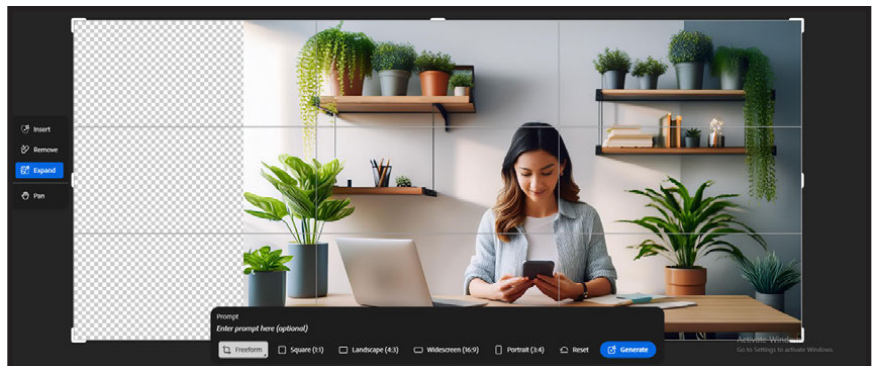 Insert
Remove
Expand
Pan
Prompt
Enter prompt here (optional)
Freeform Square (1:1) Landscape (4:3) Widescreen (16:9) Portrait (3:4) Reset Generate
Activate Windows
Go to Settings to activate Windows.